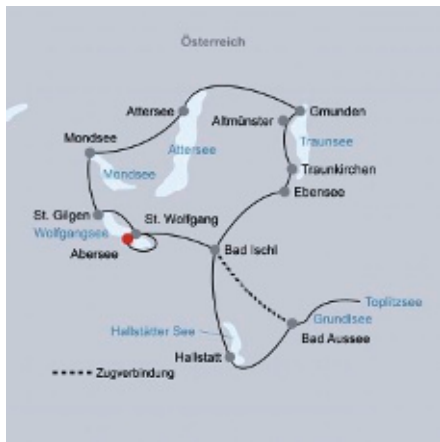 Österreich
Attersee
Gmunden
Altmünster
Traunsee
Mondsee
Attersee
Mondsee
Traunkirchen
Ebensee
St. Gilgen
St. Wolfgang
Wolfgangsee
Abersee
Bad Ischl
Toplitzsee
Grundlsee
Hallstätter See
Bad Aussee
Hallstatt
Zugverbindung